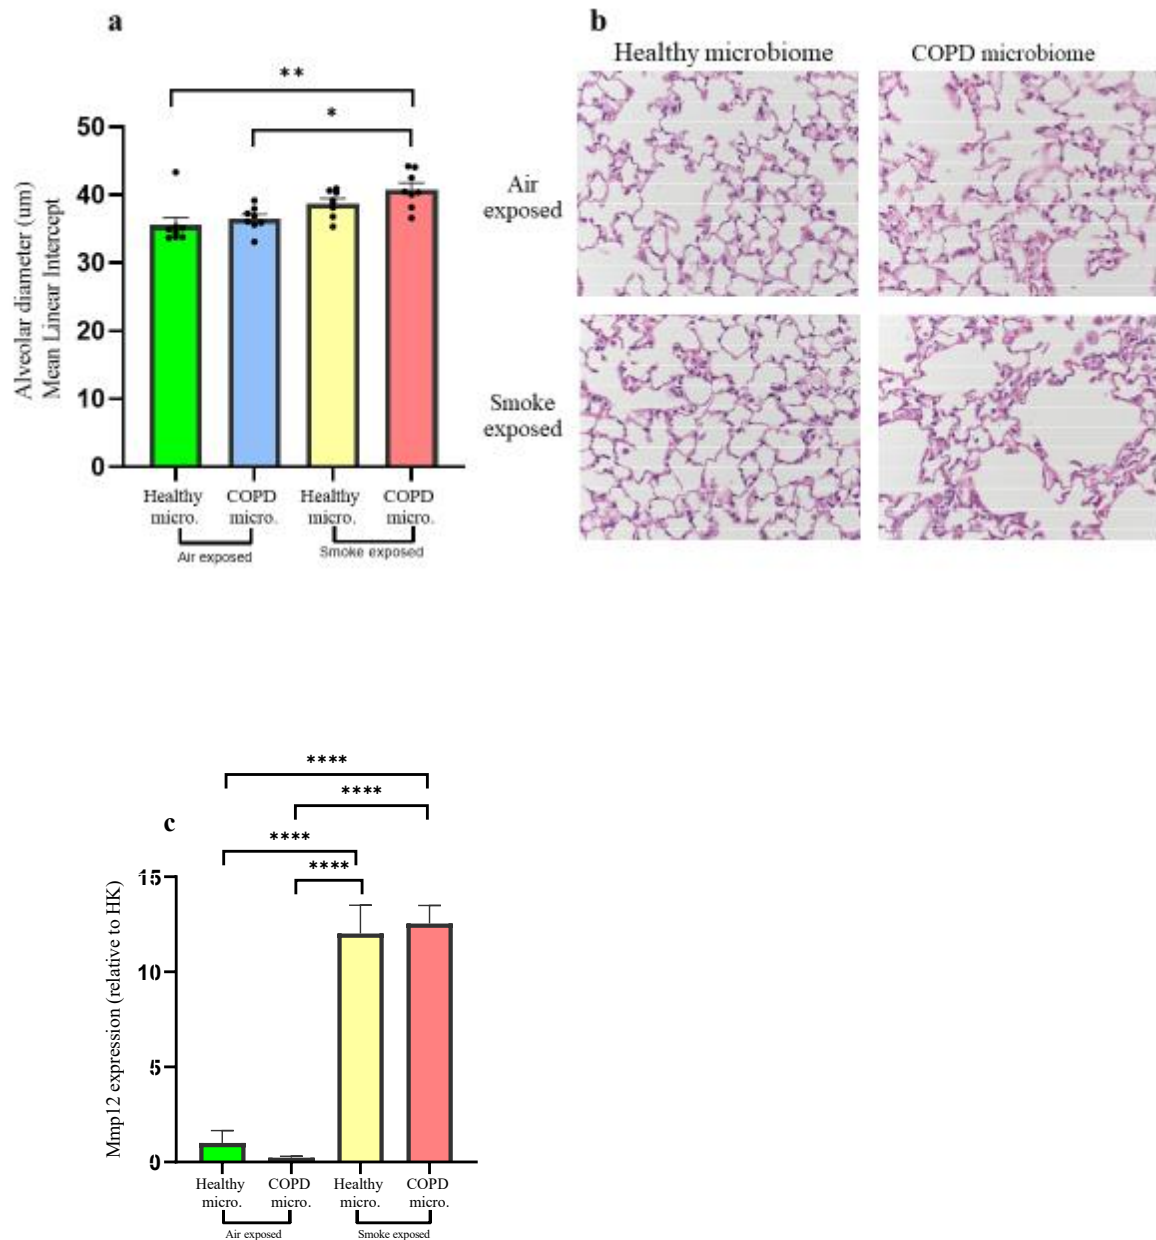 a
**
*
50
40
30
20
10
0
Alveolar diameter (um)
Mean Linear Intercept
Healthy
micro.
COPD
micro.
Healthy
micro.
COPD
micro.
Air exposed
Smoke exposed
b
Healthy microbiome
COPD microbiome
Air
exposed
Smoke
exposed
c
****
****
****
****
15
10
5
0
Mmp12 expression (relative to HK)
Healthy
micro.
COPD
micro.
Healthy
micro.
COPD
micro.
Air exposed
Smoke exposed